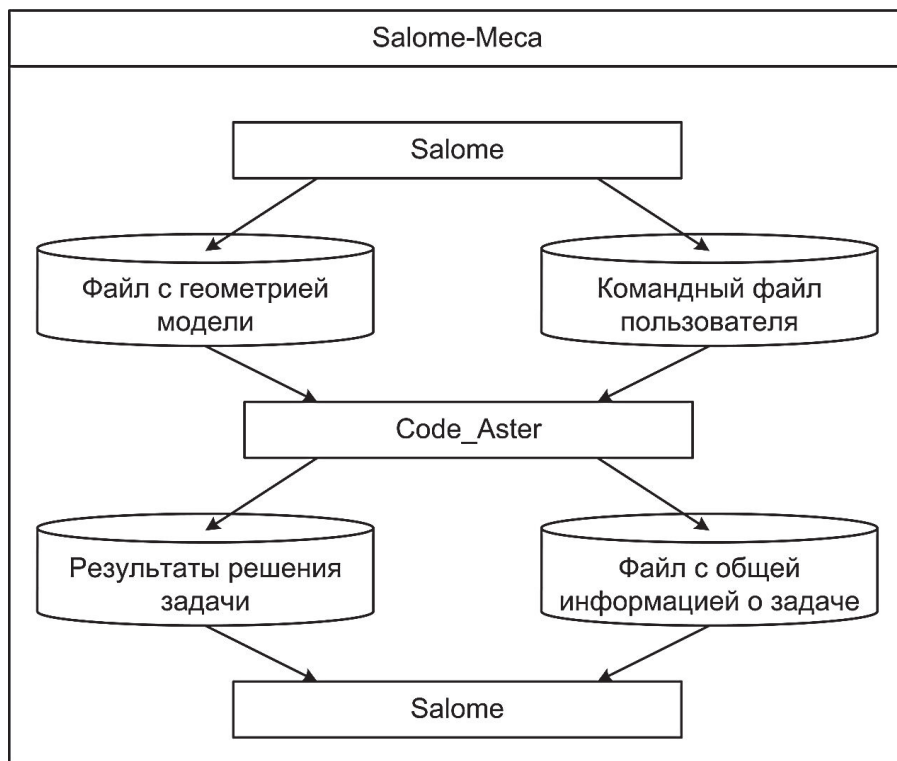 Salome-Meca
Salome
Файл с геометрией
модели
Командный файл
пользователя
Code_Aster
Результаты решения
задачи
Файл с общей
информацией о задаче
Salome